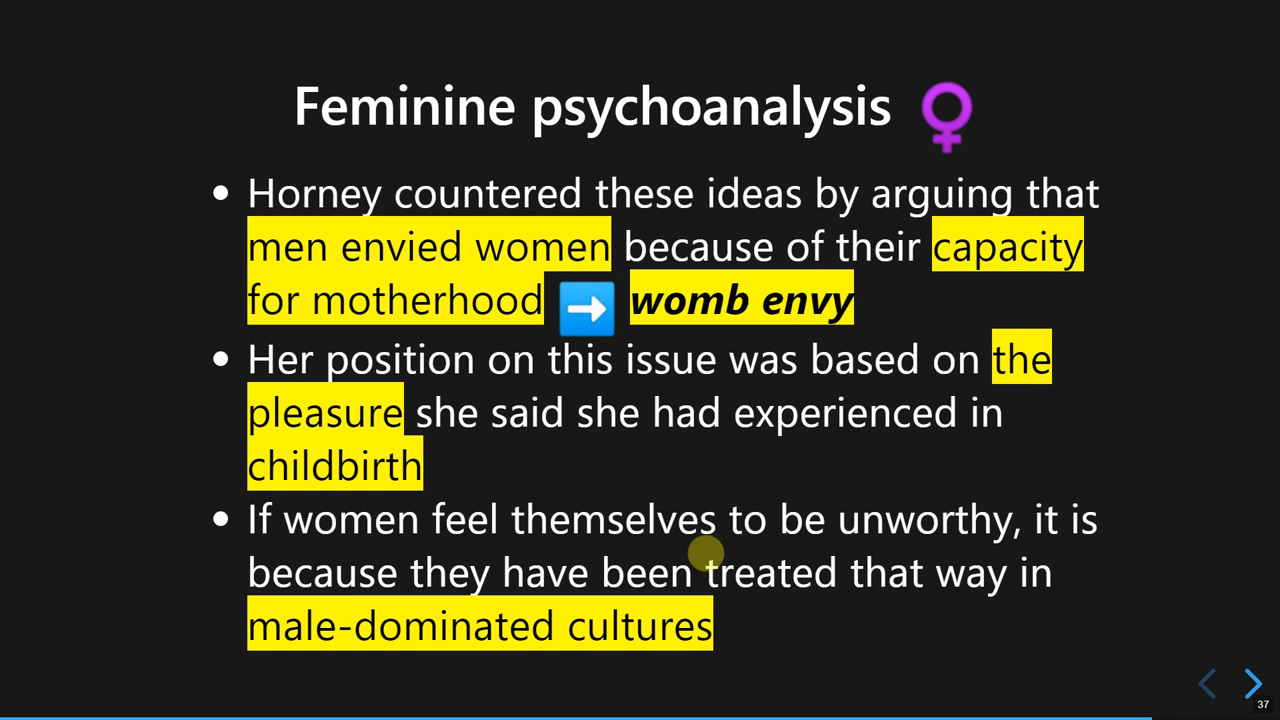 Feminine psychoanalysis ♀
• Horney countered these ideas by arguing that
men envied women because of their capacity
for motherhood ➡ womb envy
• Her position on this issue was based on the
pleasure she said she had experienced in
childbirth
• If women feel themselves to be unworthy, it is
because they have been treated that way in
male-dominated cultures
37